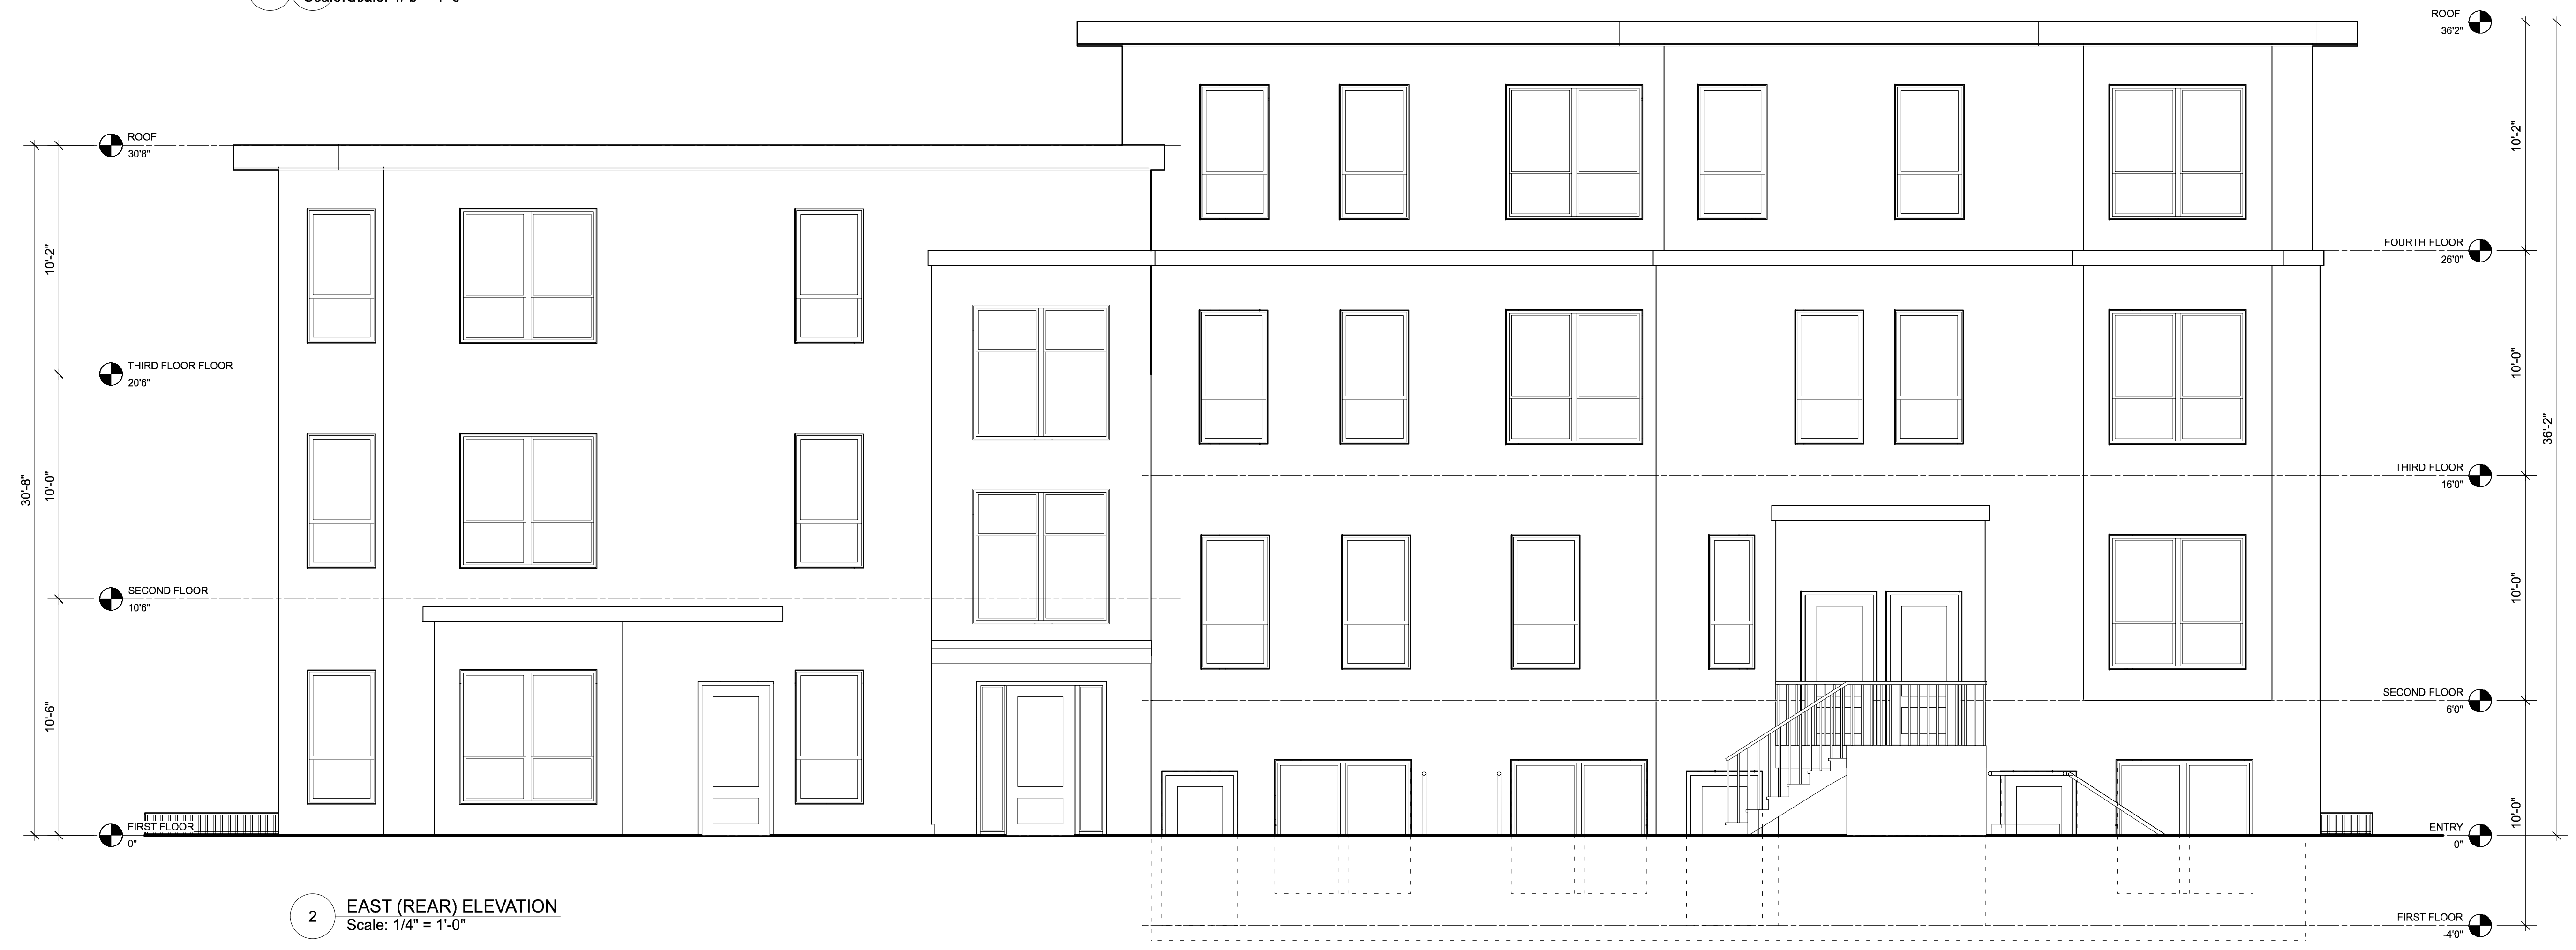 ROOF
36'2"
ROOF
30'8"
10'-2"
10'-2"
FOURTH FLOOR
26'0"
THIRD FLOOR FLOOR
20'6"
10'-0"
36'-2"
30'-8"
10'-0"
THIRD FLOOR
16'0"
SECOND FLOOR
10'6"
10'-0"
SECOND FLOOR
6'0"
10'-6"
10'-0"
FIRST FLOOR
0"
ENTRY
0"
2
EAST (REAR) ELEVATION
Scale: 1/4" = 1'-0"
FIRST FLOOR
-4'0"